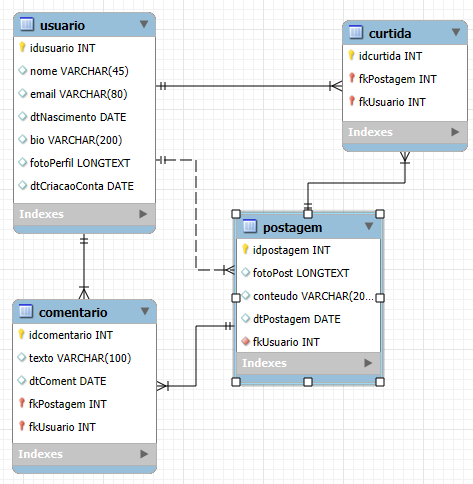 usuario
idusuario INT
nome VARCHAR(45)
email VARCHAR(80)
dtNascimento DATE
bio VARCHAR(200)
fotoPerfil LONGTEXT
dtCriacaoConta DATE
Indexes
curtida
idcurtida INT
fkPostagem INT
fkUsuario INT
Indexes
postagem
idpostagem INT
fotoPost LONGTEXT
conteudo VARCHAR(20...
dtPostagem DATE
fkUsuario INT
Indexes
comentario
idcomentario INT
texto VARCHAR(100)
dtComent DATE
fkPostagem INT
fkUsuario INT
Indexes